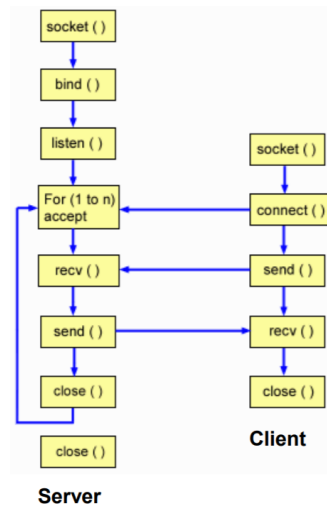 socket ( )
bind ( )
listen ( )
For (1 to n)
accept
recv ( )
send ( )
close ( )
close ( )
Server
socket ( )
connect ( )
send ( )
recv ( )
close ( )
Client